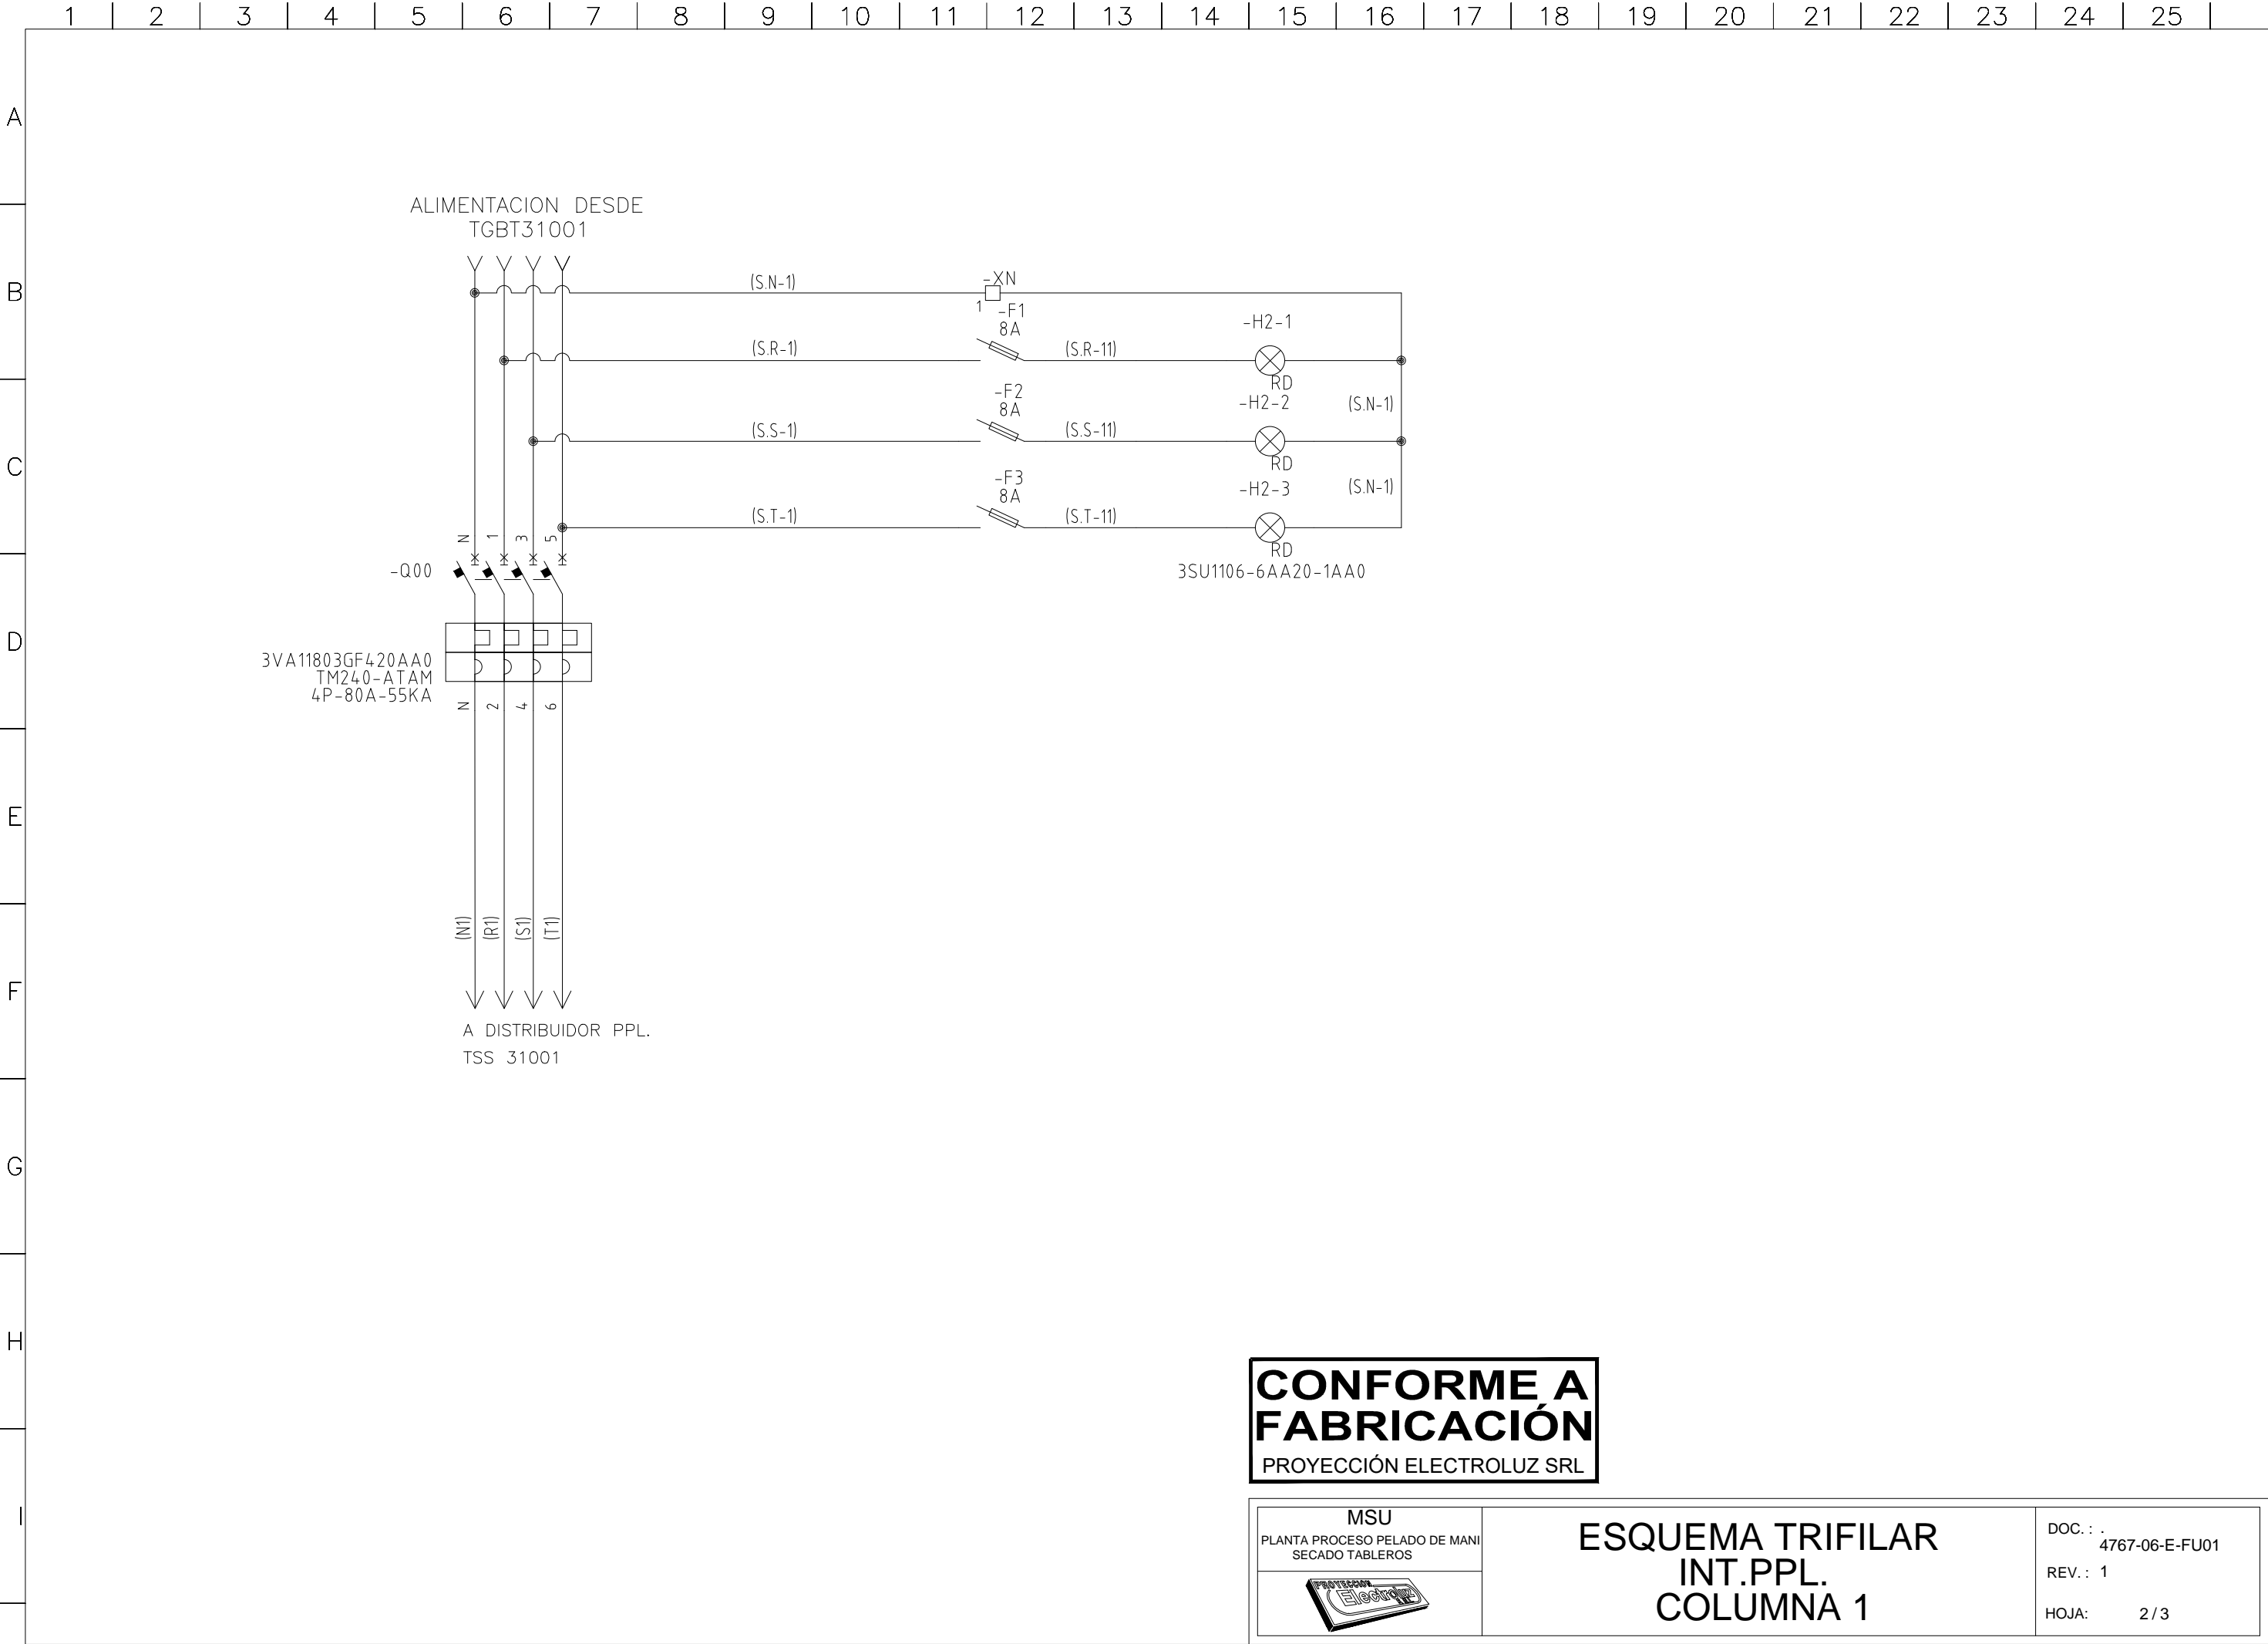 1 2 3 4 5 6 7 8 9 10 11 12 13 14 15 16 17 18 19 20 21 22 23 24 25
A
B
C
D
E
F
G
H
I
ALIMENTACION DESDE
TGBT31001
(S.N-1)
-XN
1
-F1
8A
-H2-1
(S.R-1)
(S.R-11)
RD
-F2
8A
-H2-2
(S.N-1)
(S.S-1)
(S.S-11)
RD
-F3
8A
-H2-3
(S.N-1)
(S.T-1)
(S.T-11)
RD
3SU1106-6AA20-1AA0
N 1 3 5
-Q00
3VA11803GF420AA0
TM240-ATAM
4P-80A-55KA
N 2 4 6
(N1) (R1) (S1) (T1)
A DISTRIBUIDOR PPL.
TSS 31001
CONFORME A
FABRICACIÓN
PROYECCIÓN ELECTROLUZ SRL
MSU
PLANTA PROCESO PELADO DE MANI
SECADO TABLEROS
PROYECCIÓN
Electroluz
S.R.L.
ESQUEMA TRIFILAR
INT.PPL.
COLUMNA 1
DOC. : .
4767-06-E-FU01
REV. : 1
HOJA: 2 / 3